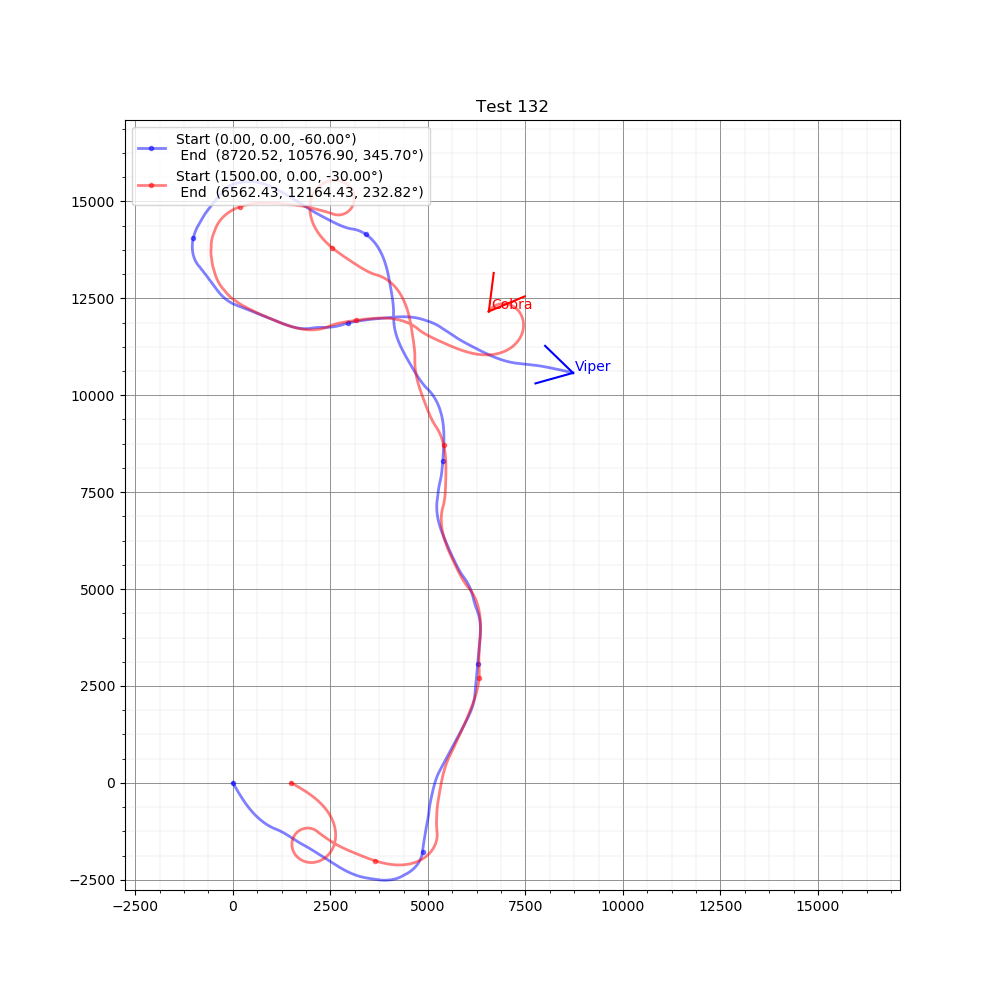 Test 132
Start (0.00, 0.00, -60.00°)
End (8720.52, 10576.90, 345.70°)
Start (1500.00, 0.00, -30.00°)
End (6562.43, 12164.43, 232.82°)
15000
12500
10000
7500
5000
2500
0
−2500
Cobra
Viper
−2500 0 2500 5000 7500 10000 12500 15000